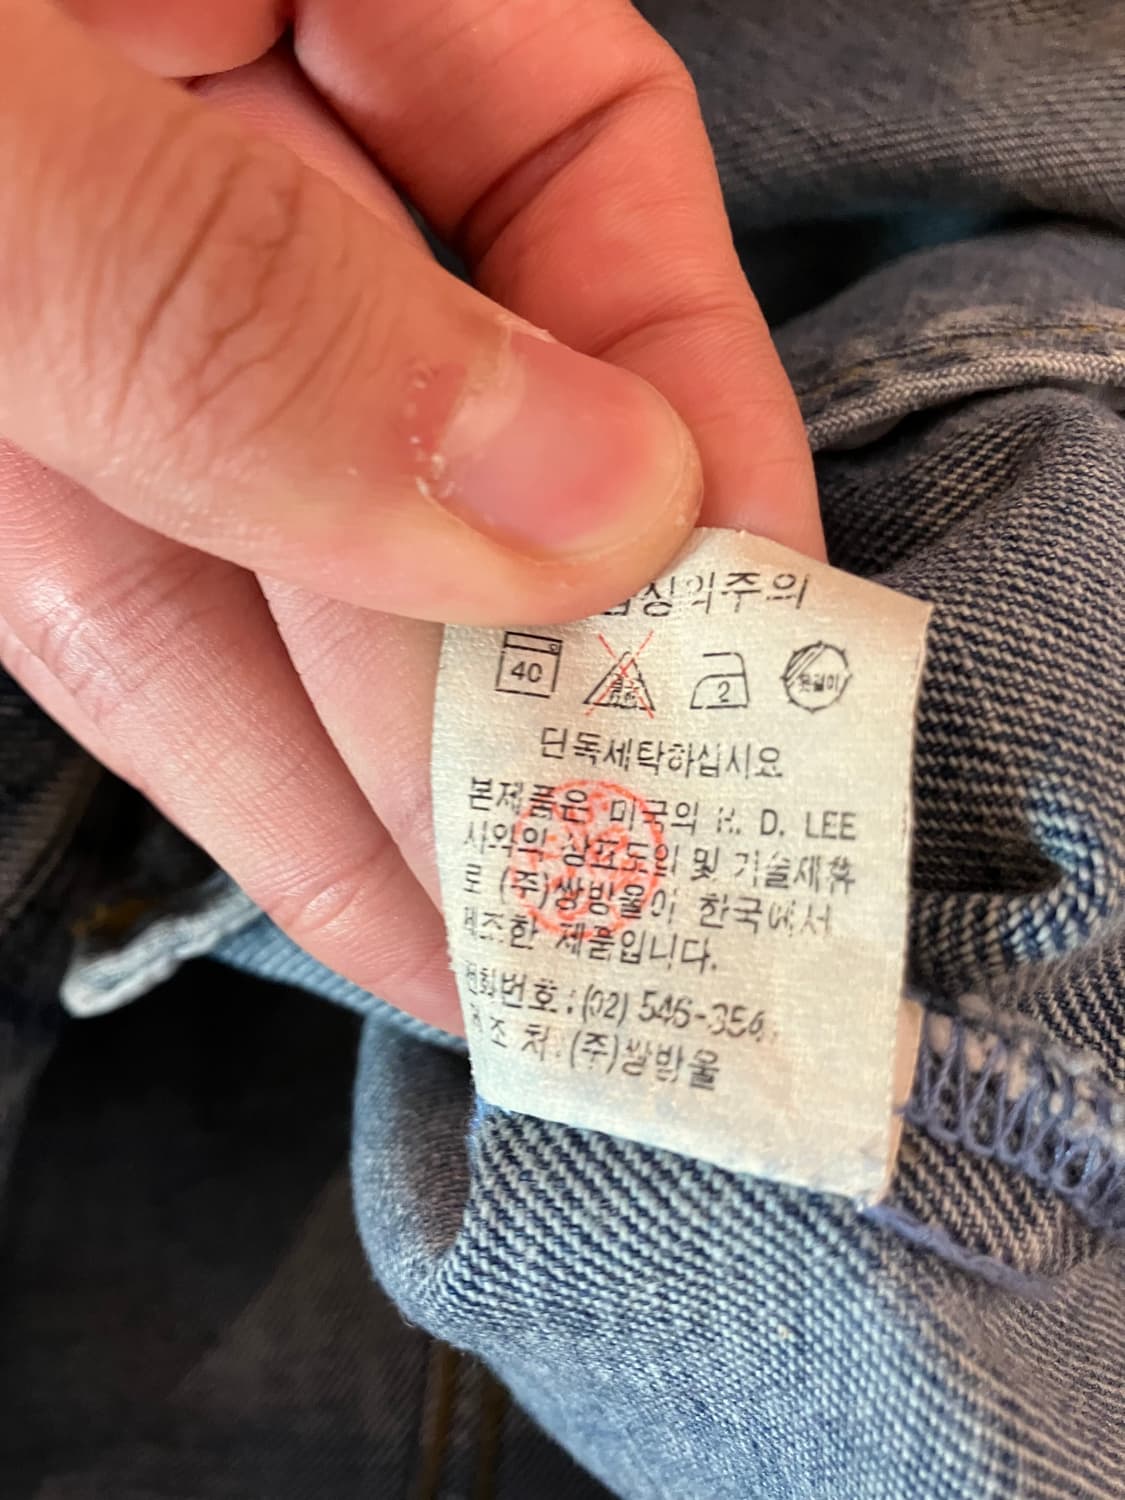 취급상의주의
40
2
옷걸이
단독세탁하십시요
본제품은 미국의 H. D. LEE
사와의 상표도입 및 기술제휴
로 (주)쌍방울이 한국에서
제조한 제품입니다.
전화번호 : (02) 546-
제조처 : (주)쌍방울